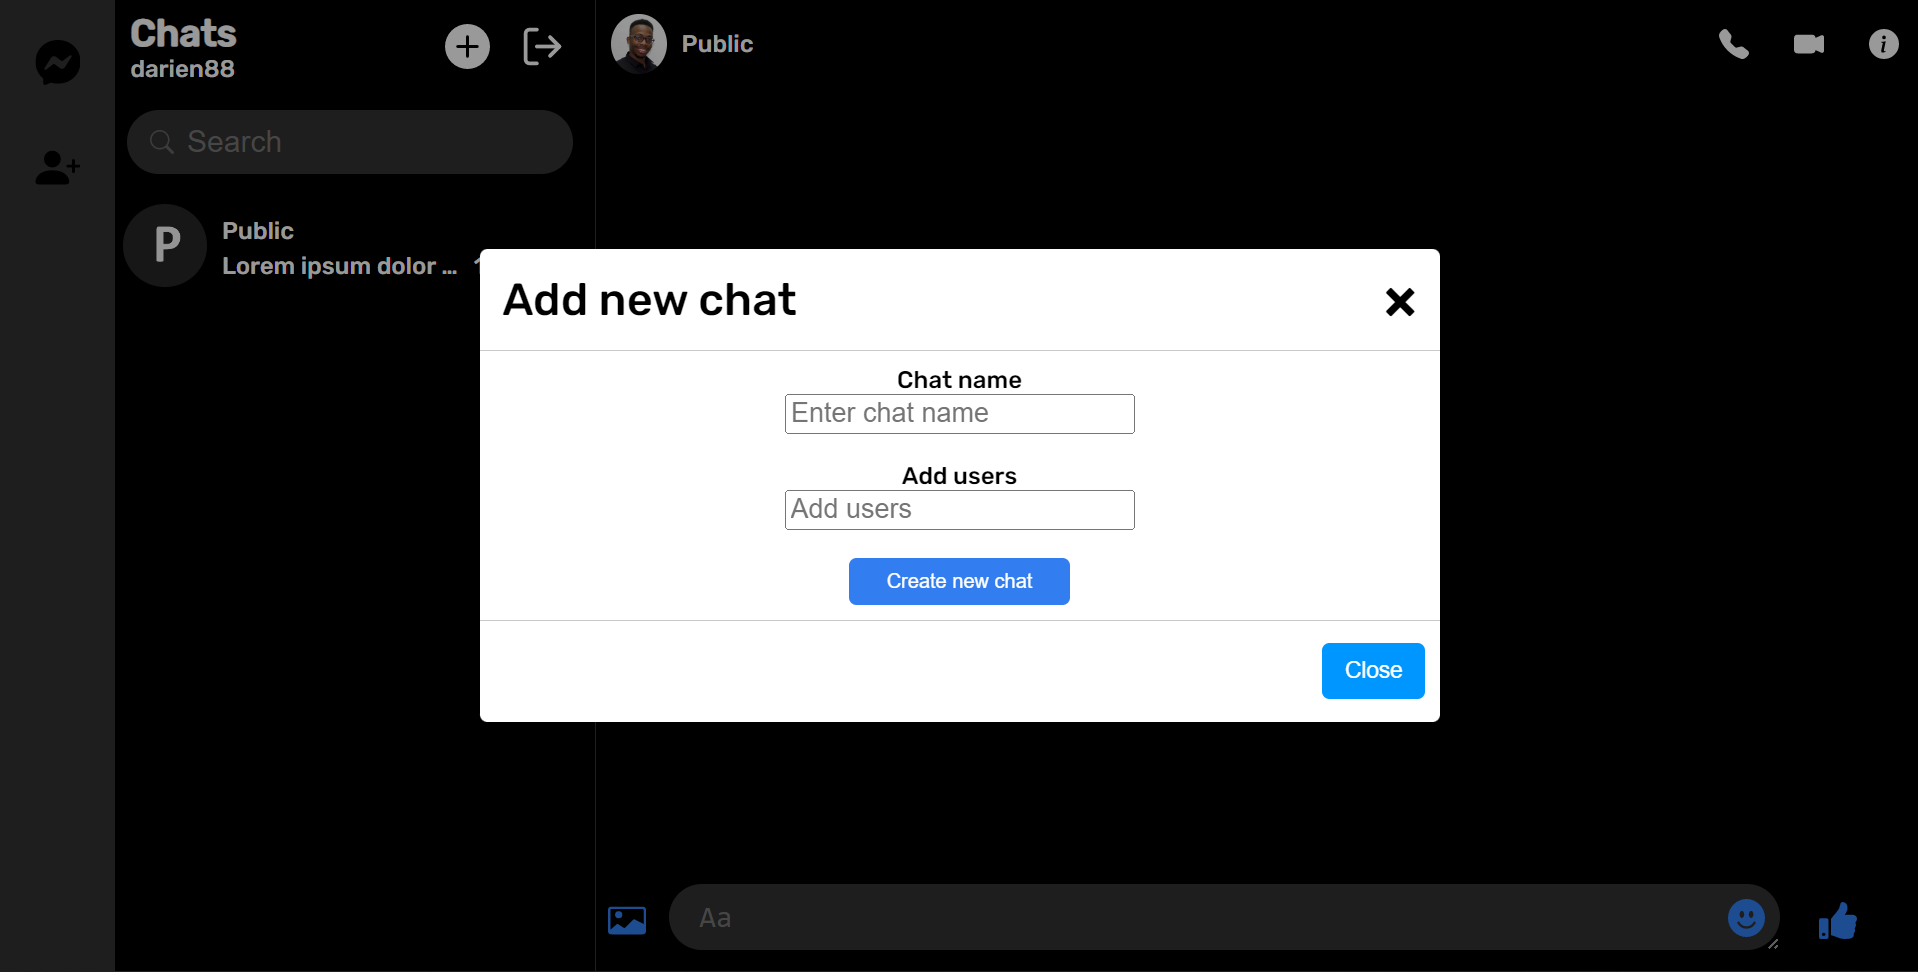 Chats
darien88
Search
P
Public
Lorem ipsum dolor ...
Public
Add new chat
Chat name
Enter chat name
Add users
Add users
Create new chat
Close
Aa